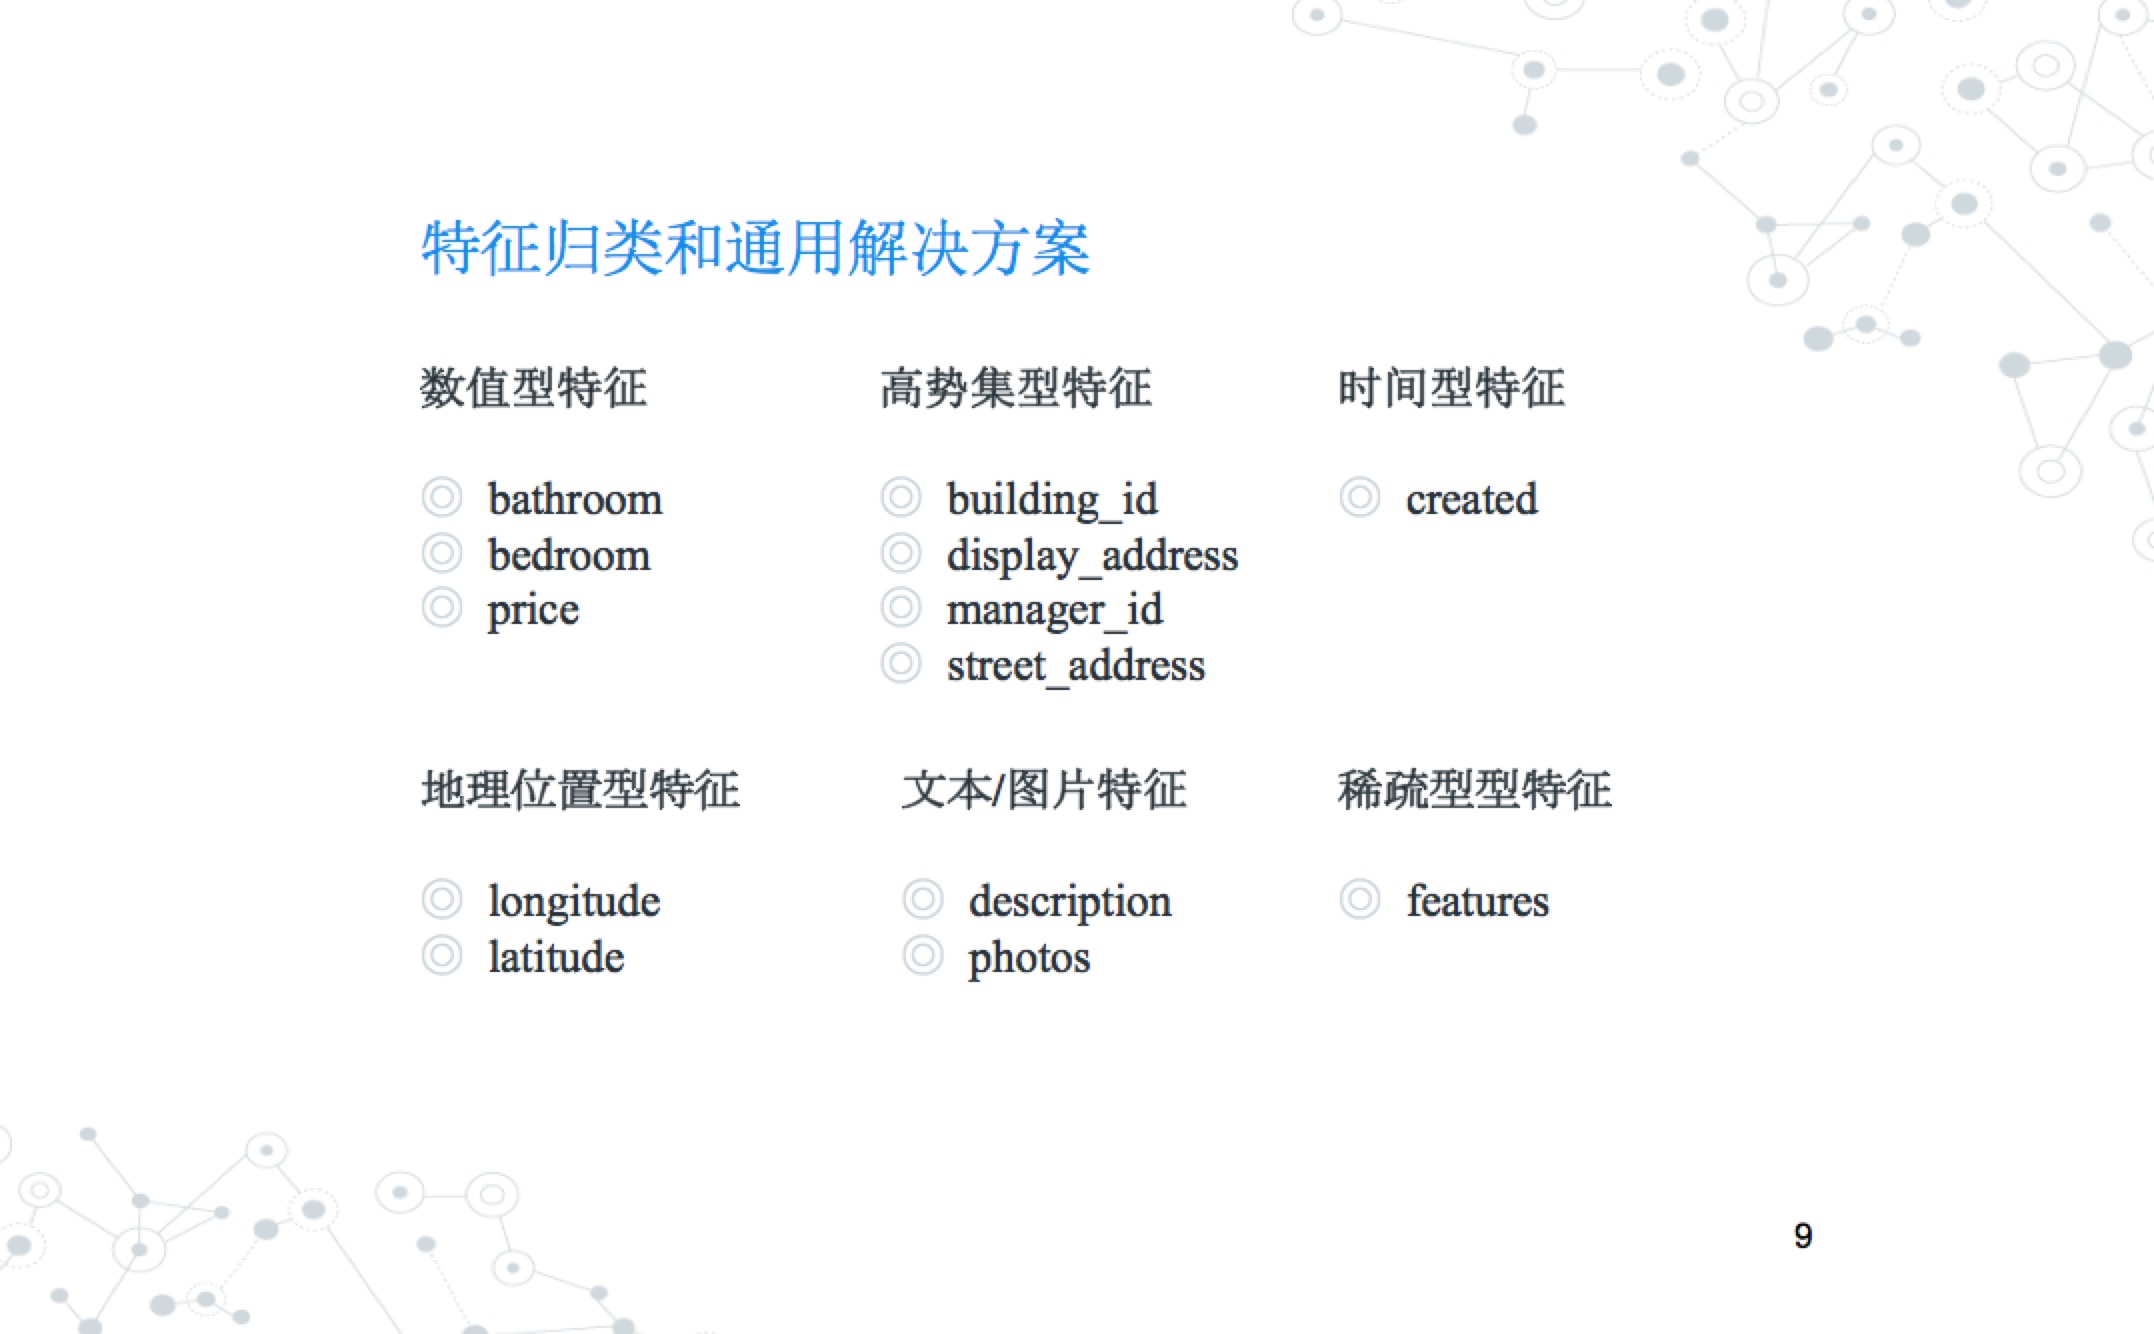 特征归类和通用解决方案
数值型特征
bathroom
bedroom
price
高势集型特征
building_id
display_address
manager_id
street_address
时间型特征
created
地理位置型特征
longitude
latitude
文本/图片特征
description
photos
稀疏型型特征
features
9